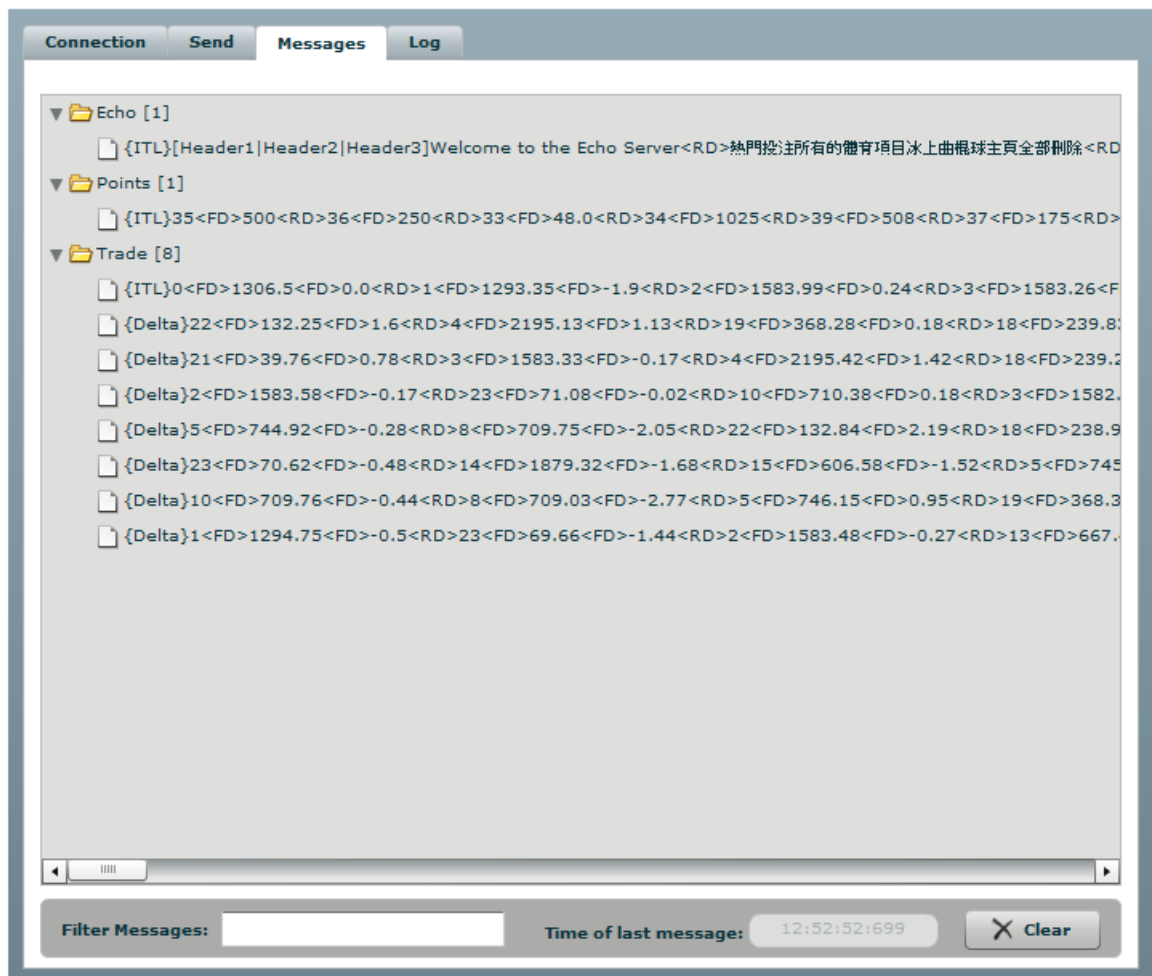 Connection Send Messages Log
Echo [1]
{ITL}[Header1|Header2|Header3]Welcome to the Echo Server<RD>熱門投注所有的體育項目冰上曲棍球主頁全部刪除<RD
Points [1]
{ITL}35<FD>500<RD>36<FD>250<RD>33<FD>48.0<RD>34<FD>1025<RD>39<FD>508<RD>37<FD>175<RD>
Trade [8]
{ITL}0<FD>1306.5<FD>0.0<RD>1<FD>1293.35<FD>-1.9<RD>2<FD>1583.99<FD>0.24<RD>3<FD>1583.26<F
{Delta}22<FD>132.25<FD>1.6<RD>4<FD>2195.13<FD>1.13<RD>19<FD>368.28<FD>0.18<RD>18<FD>239.8
{Delta}21<FD>39.76<FD>0.78<RD>3<FD>1583.33<FD>-0.17<RD>4<FD>2195.42<FD>1.42<RD>18<FD>239.2
{Delta}2<FD>1583.58<FD>-0.17<RD>23<FD>71.08<FD>-0.02<RD>10<FD>710.38<FD>0.18<RD>3<FD>1582.
{Delta}5<FD>744.92<FD>-0.28<RD>8<FD>709.75<FD>-2.05<RD>22<FD>132.84<FD>2.19<RD>18<FD>238.9
{Delta}23<FD>70.62<FD>-0.48<RD>14<FD>1879.32<FD>-1.68<RD>15<FD>606.58<FD>-1.52<RD>5<FD>745
{Delta}10<FD>709.76<FD>-0.44<RD>8<FD>709.03<FD>-2.77<RD>5<FD>746.15<FD>0.95<RD>19<FD>368.3
{Delta}1<FD>1294.75<FD>-0.5<RD>23<FD>69.66<FD>-1.44<RD>2<FD>1583.48<FD>-0.27<RD>13<FD>667.
Filter Messages: Time of last message: 12:52:52:699 Clear